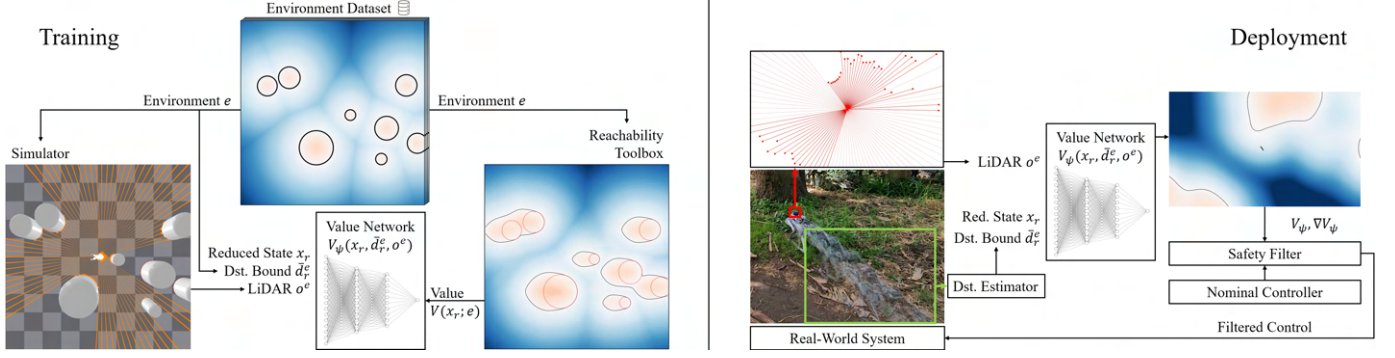 Training
Environment Dataset
Environment e
Environment e
Simulator
Reachability
Toolbox
Value Network
V_ψ(x_r, d̄_r^e, o^e)
Reduced State x_r
Dst. Bound d̄_r^e
LiDAR o^e
Value
V(x_r; e)
Deployment
LiDAR o^e
Value Network
V_ψ(x_r, d̄_r^e, o^e)
Red. State x_r
Dst. Bound d̄_r^e
Dst. Estimator
V_ψ, ∇V_ψ
Safety Filter
Nominal Controller
Filtered Control
Real-World System